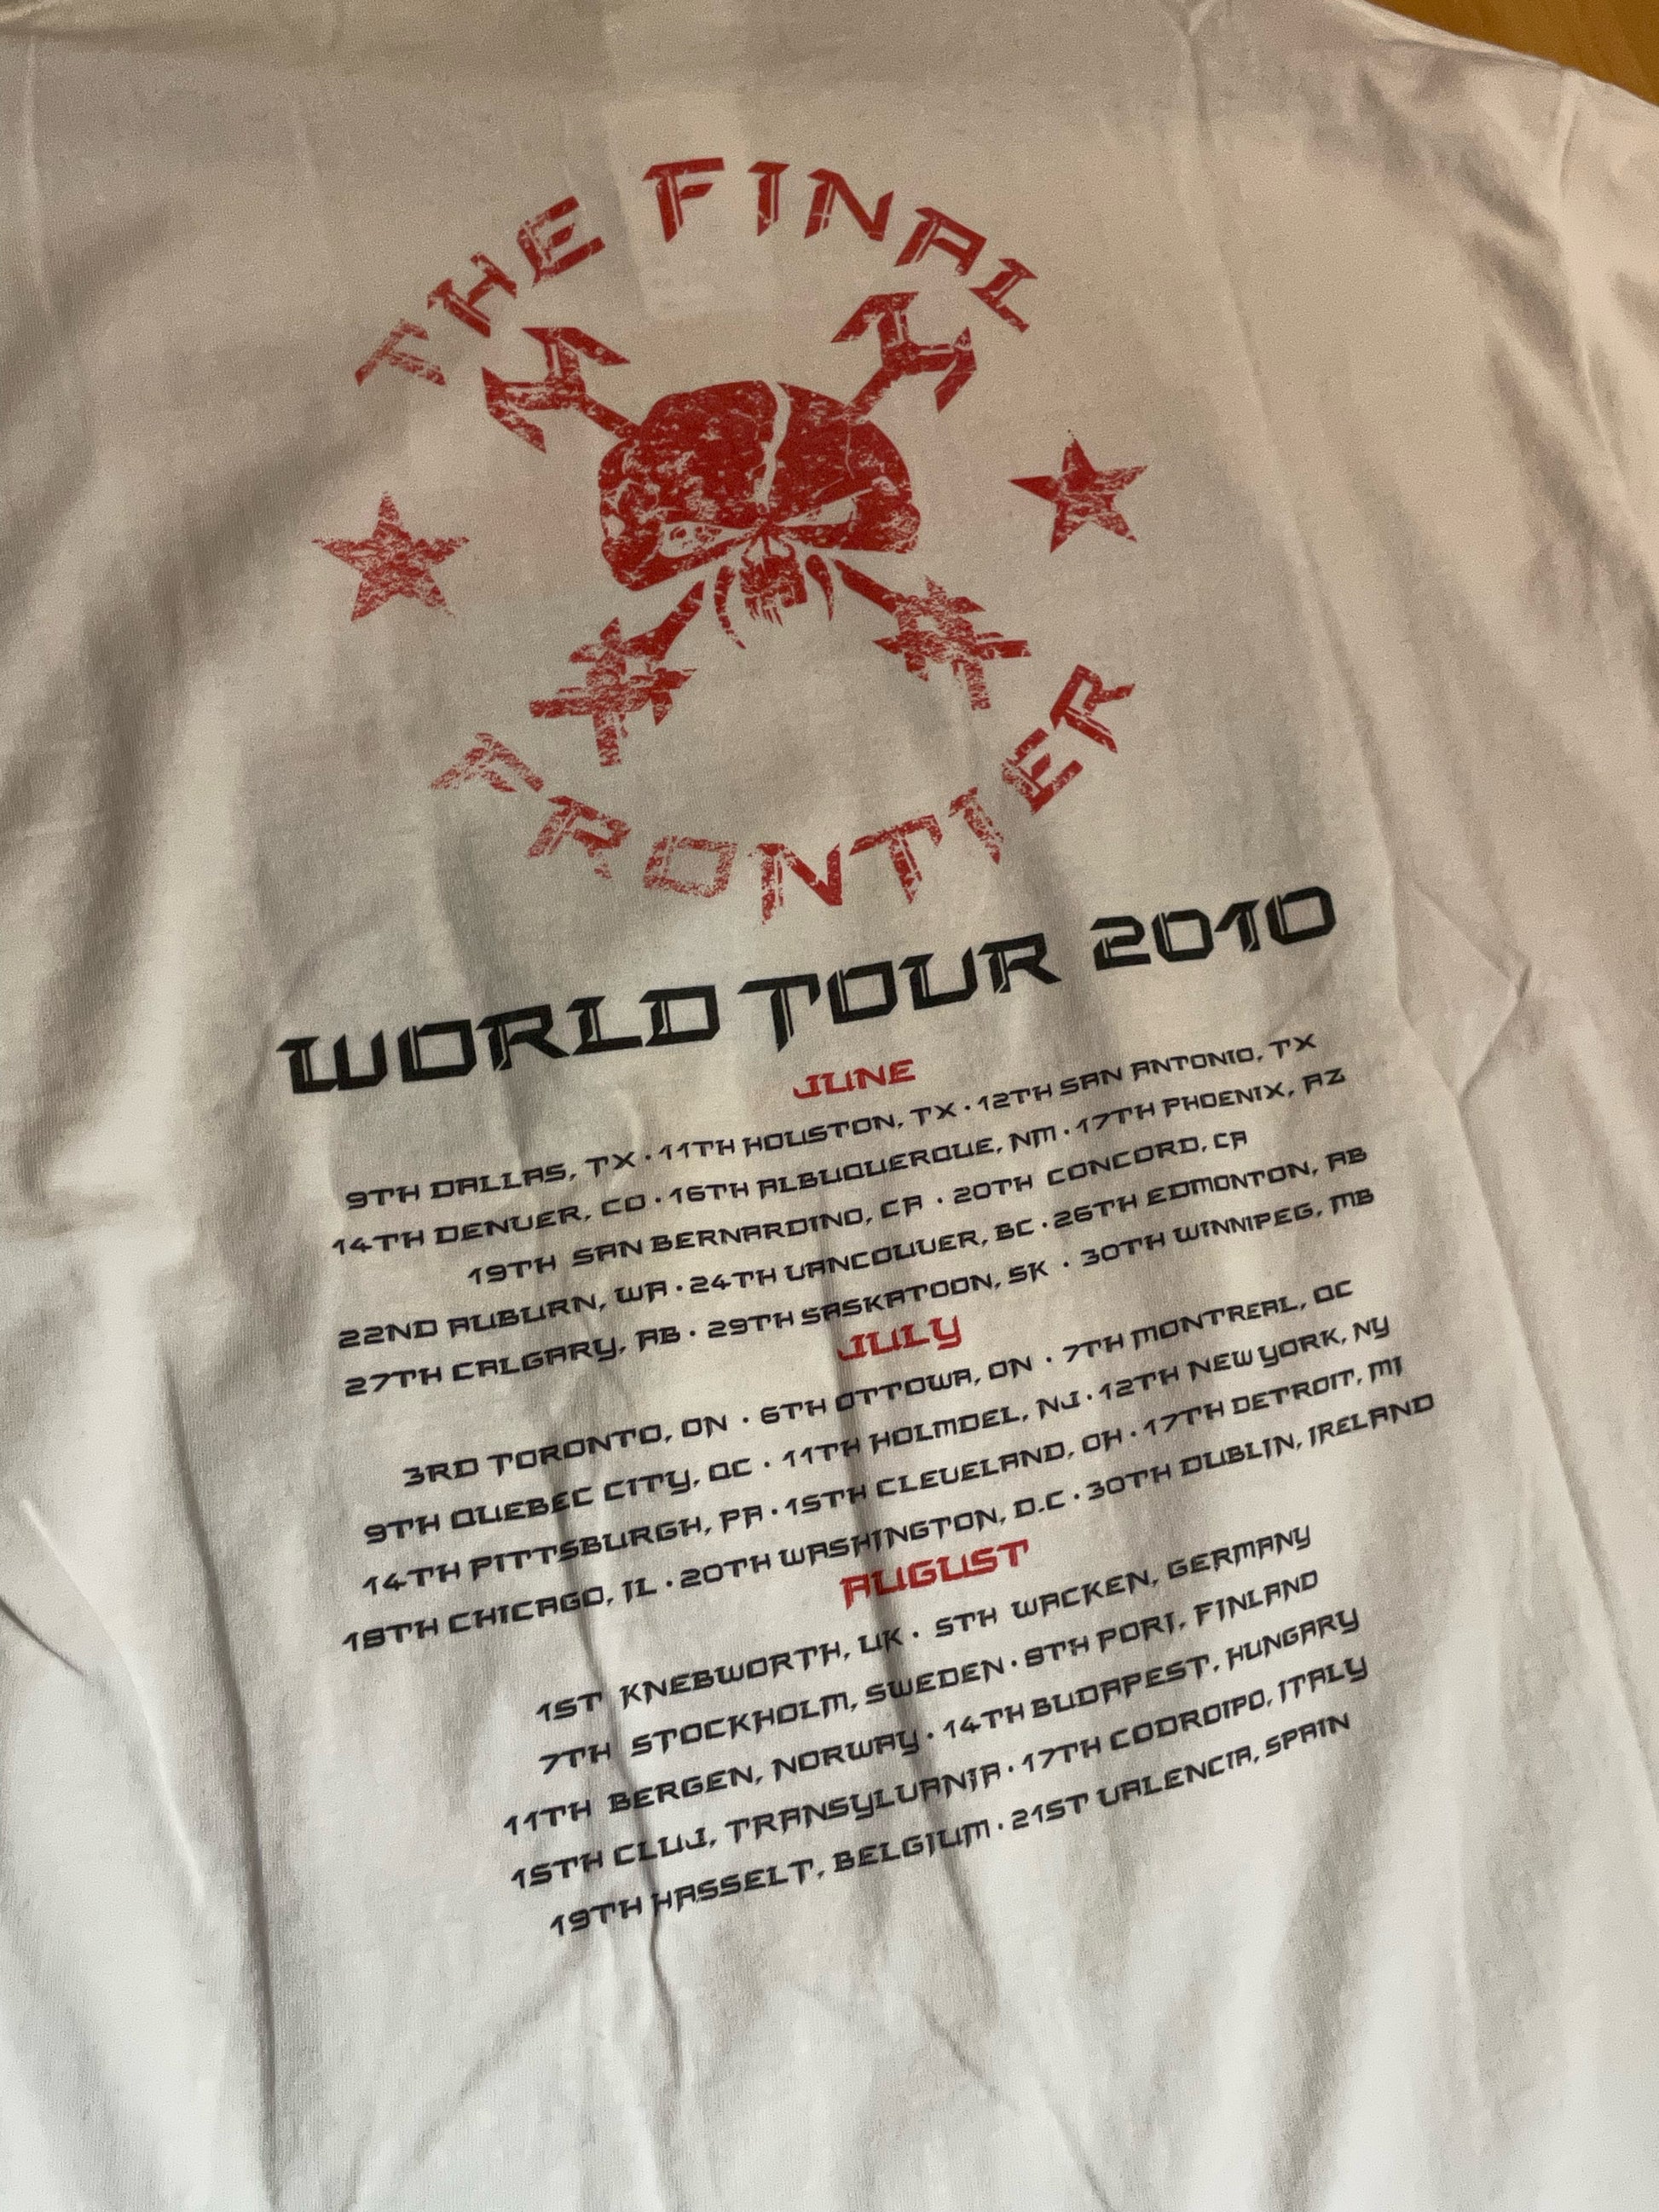 THE FINAL
FRONTIER
WORLD TOUR 2010
JUNE
9TH DALLAS, TX · 11TH HOUSTON, TX · 12TH SAN ANTONIO, TX
14TH DENVER, CO · 16TH ALBUQUERQUE, NM · 17TH PHOENIX, AZ
19TH SAN BERNARDINO, CA · 20TH CONCORD, CA
22ND AUBURN, WA · 24TH VANCOUVER, BC · 26TH EDMONTON, AB
27TH CALGARY, AB · 29TH SASKATOON, SK · 30TH WINNIPEG, MB
JULY
3RD TORONTO, ON · 6TH OTTOWA, ON · 7TH MONTREAL, QC
9TH QUEBEC CITY, QC · 11TH HOLMDEL, NJ · 12TH NEW YORK, NY
14TH PITTSBURGH, PA · 15TH CLEVELAND, OH · 17TH DETROIT, MI
18TH CHICAGO, IL · 20TH WASHINGTON, D.C · 30TH DUBLIN, IRELAND
AUGUST
1ST KNEBWORTH, UK · 5TH WACKEN, GERMANY
7TH STOCKHOLM, SWEDEN · 8TH PORI, FINLAND
11TH BERGEN, NORWAY · 14TH BUDAPEST, HUNGARY
15TH CLUJ, TRANSYLVANIA · 17TH CODROIPO, ITALY
19TH HASSELT, BELGIUM · 21ST VALENCIA, SPAIN